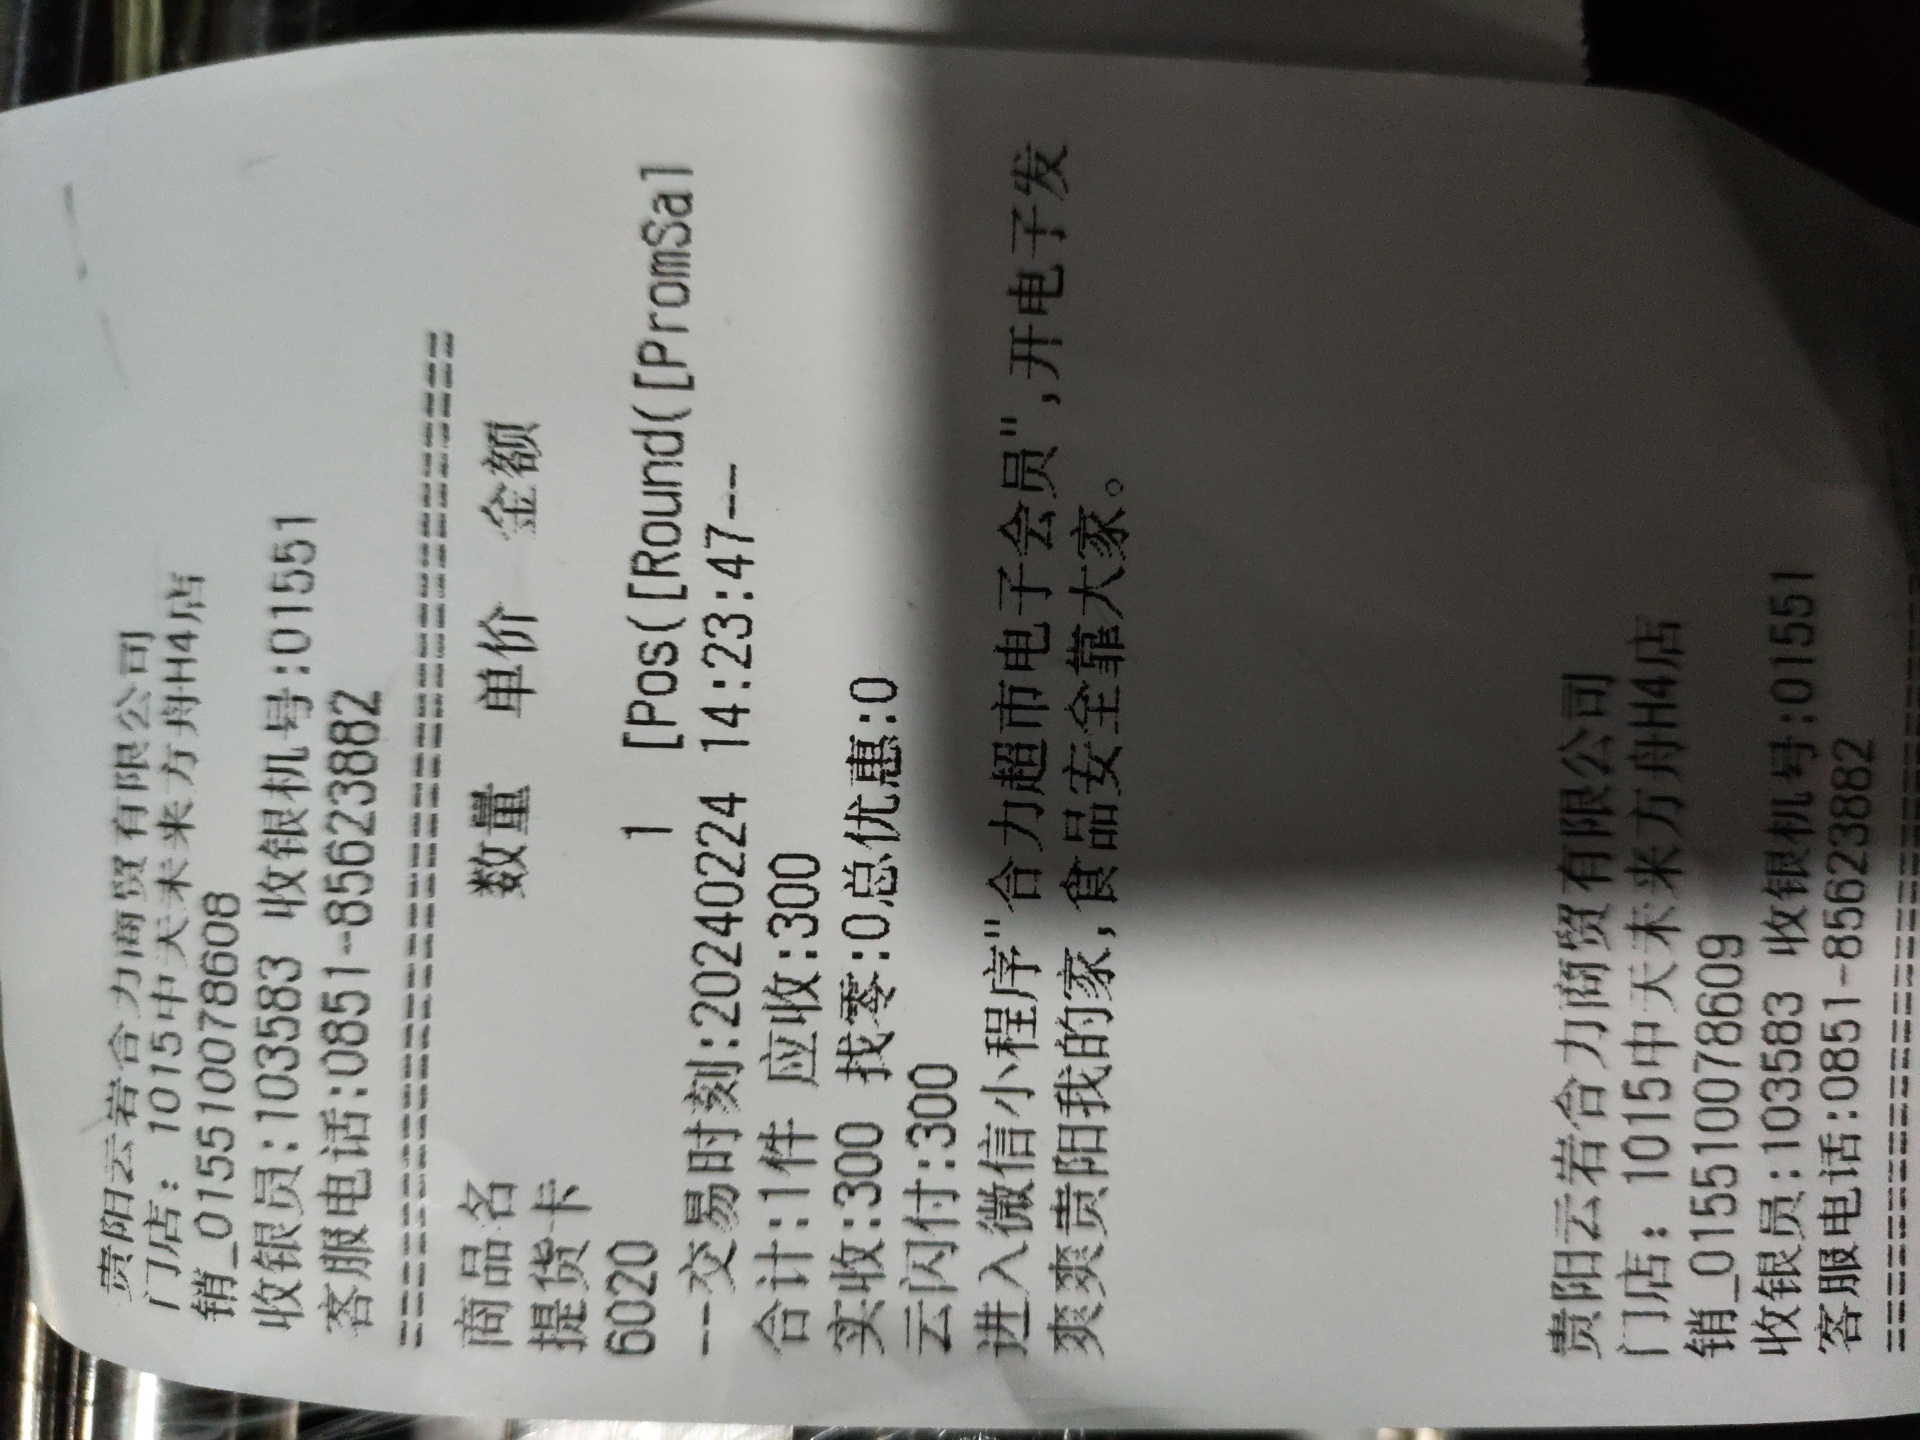 贵阳云岩合力商贸有限公司
门店: 1015中天未来方舟H4店
销_015510078608
收银员:103583 收银机号:01551
客服电话:0851-85623882
==========================================================
商品名 数量 单价 金额
提货卡
6020 1 [Pos([Round([PromSal
--交易时刻:20240224 14:23:47--
合计:1件 应收:300
实收:300 找零:0总优惠:0
云闪付:300
进入微信小程序"合力超市电子会员",开电子发
爽爽贵阳我的家,食品安全靠大家。
贵阳云岩合力商贸有限公司
门店: 1015中天未来方舟H4店
销_015510078609
收银员:103583 收银机号:01551
客服电话:0851-85623882
==========================================================